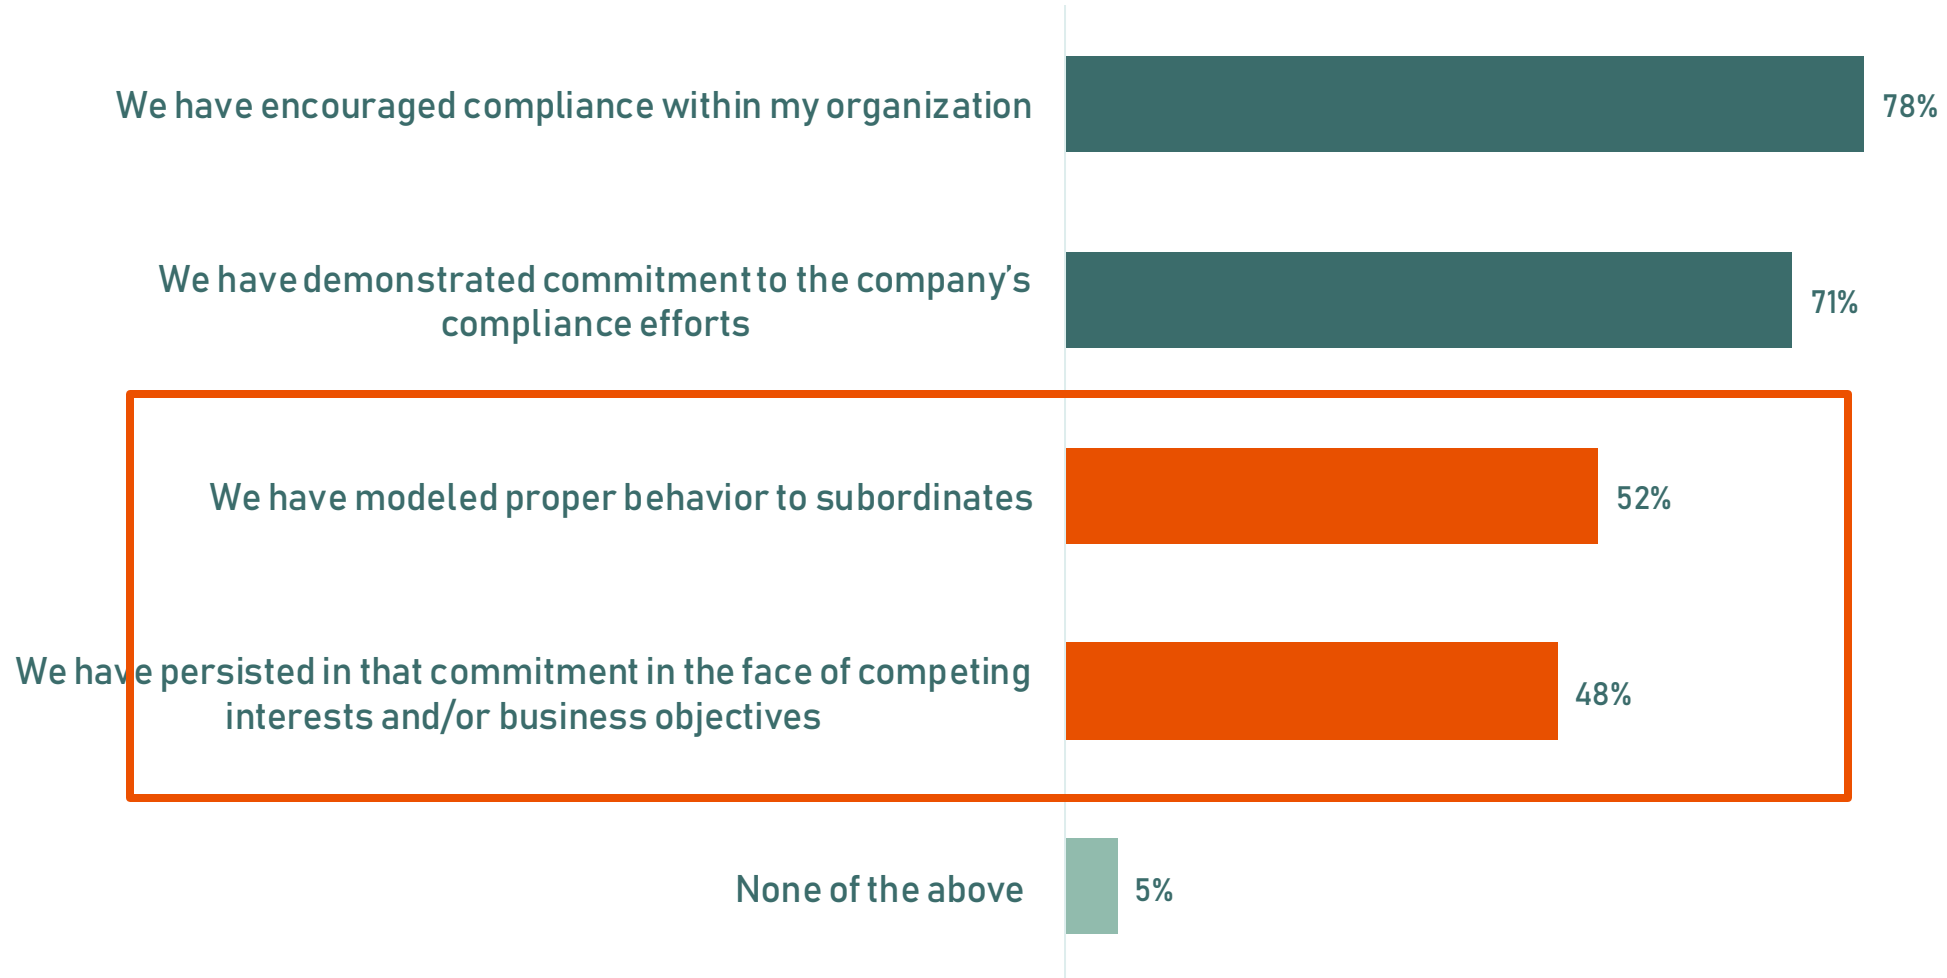 We have encouraged compliance within my organization
78%
We have demonstrated commitment to the company’s
compliance efforts
71%
We have modeled proper behavior to subordinates
52%
We have persisted in that commitment in the face of competing
interests and/or business objectives
48%
None of the above
5%